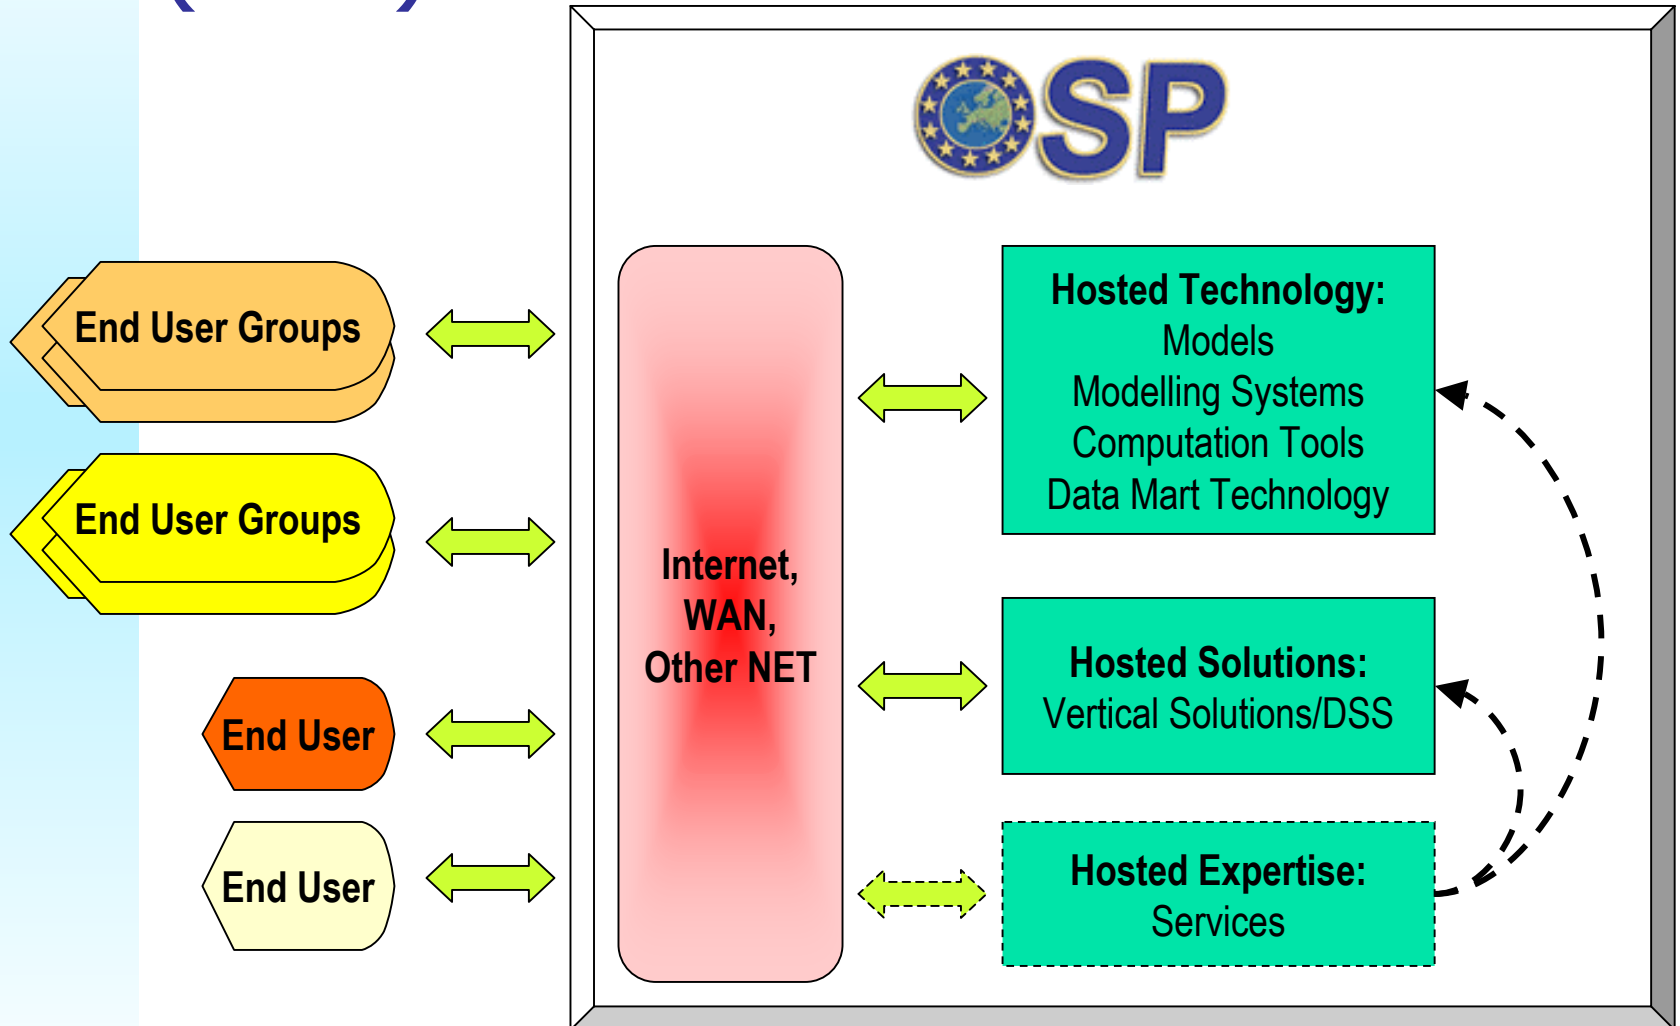 OSP
End User Groups
End User Groups
End User
End User
Internet,
WAN,
Other NET
Hosted Technology:
Models
Modelling Systems
Computation Tools
Data Mart Technology
Hosted Solutions:
Vertical Solutions/DSS
Hosted Expertise:
Services